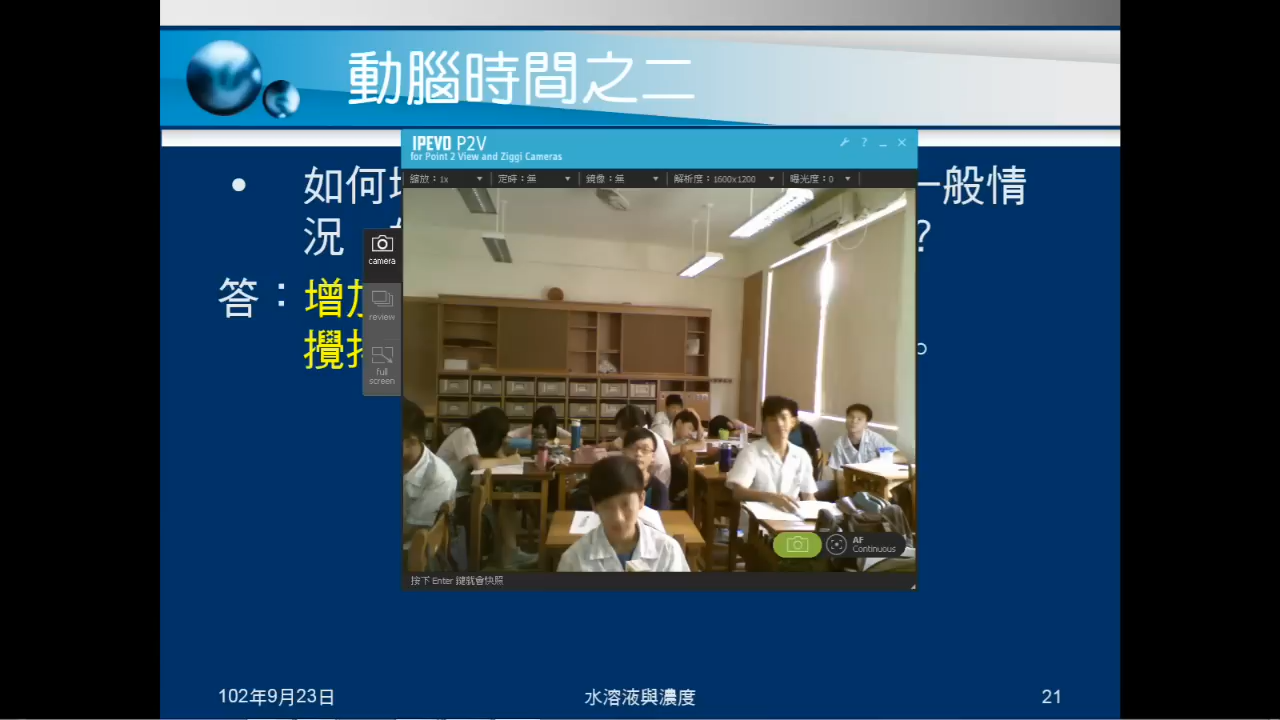 動腦時間之二
IPEVO P2V
for Point 2 View and Ziggi Cameras
縮放：1x 定時：無 鏡像：無 解析度：1600x1200 曝光度：0
• 如何 一般情
況 ？
camera
答：增加
review
攪拌 。
full
screen
AF
Continuous
按下 Enter 鍵就會快照
102年9月23日 水溶液與濃度 21